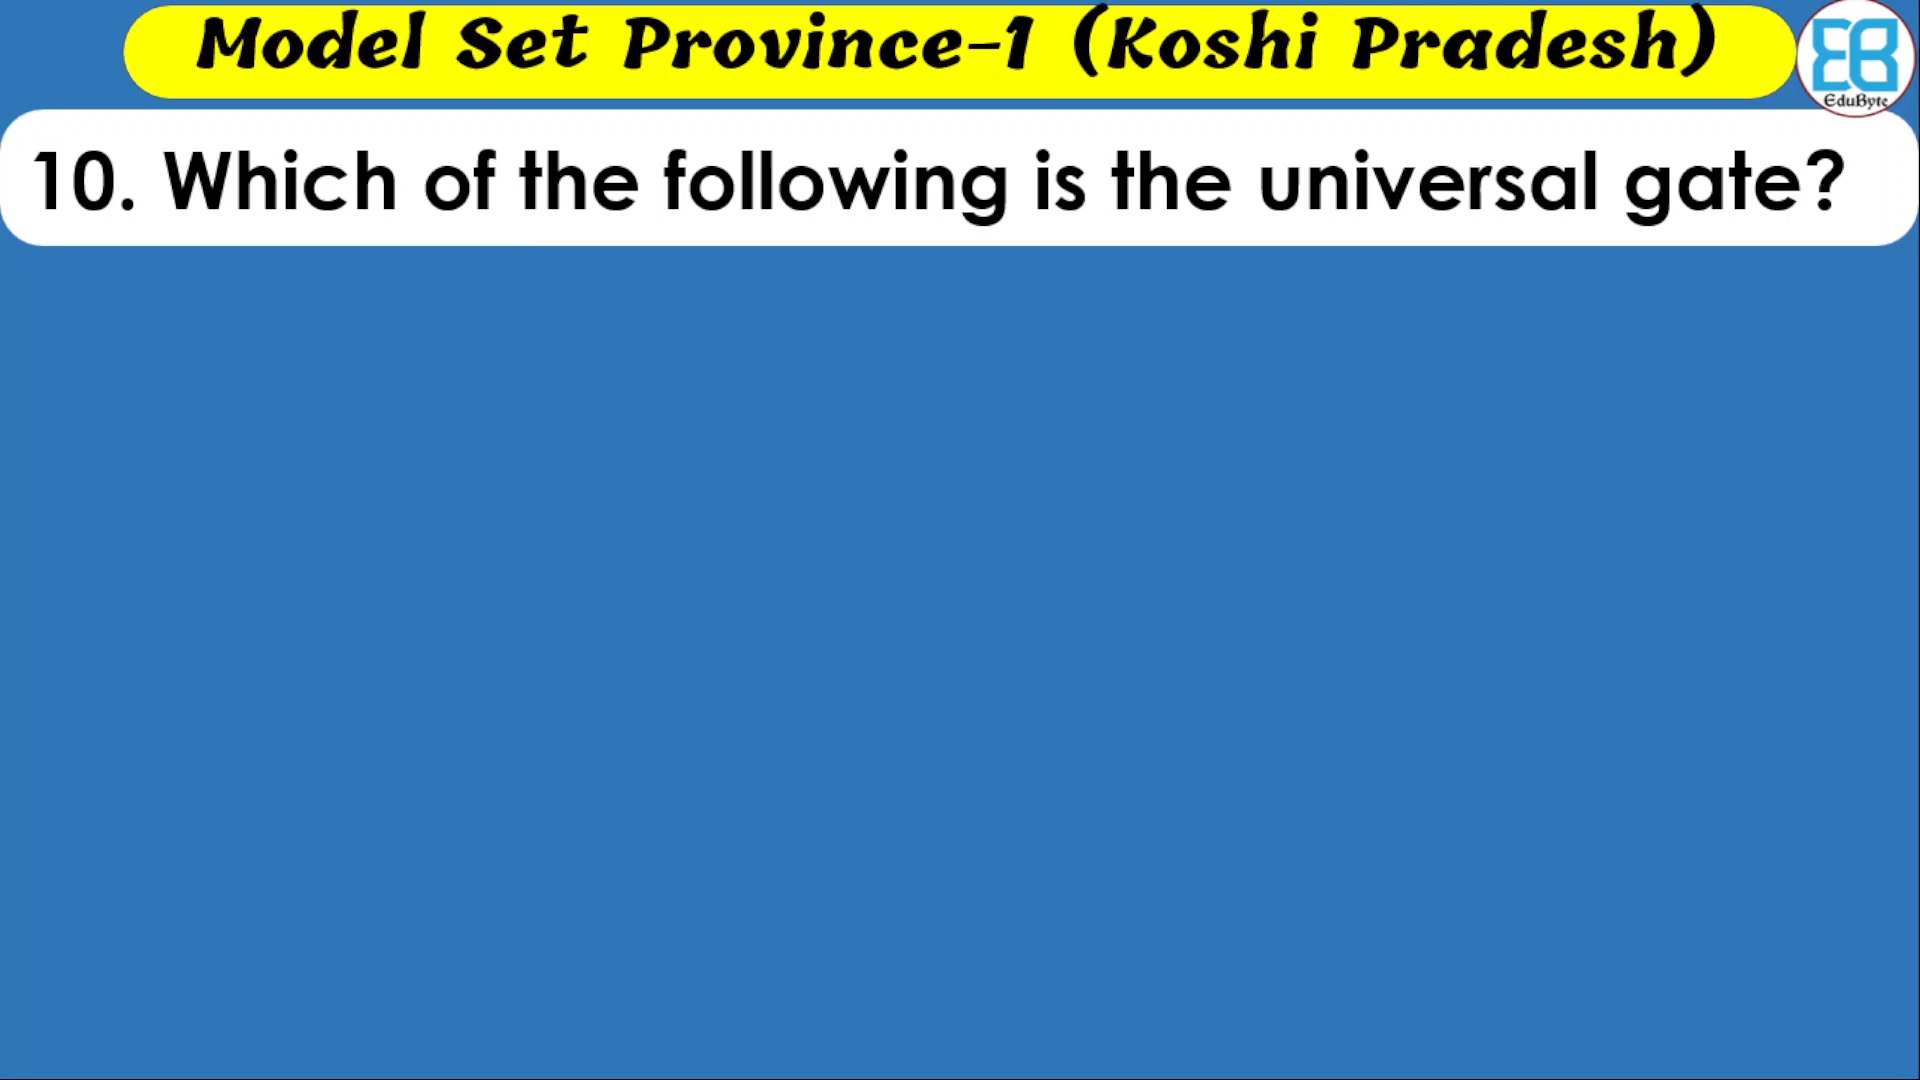 Model Set Province-1 (Koshi Pradesh)
EduByte
10. Which of the following is the universal gate?